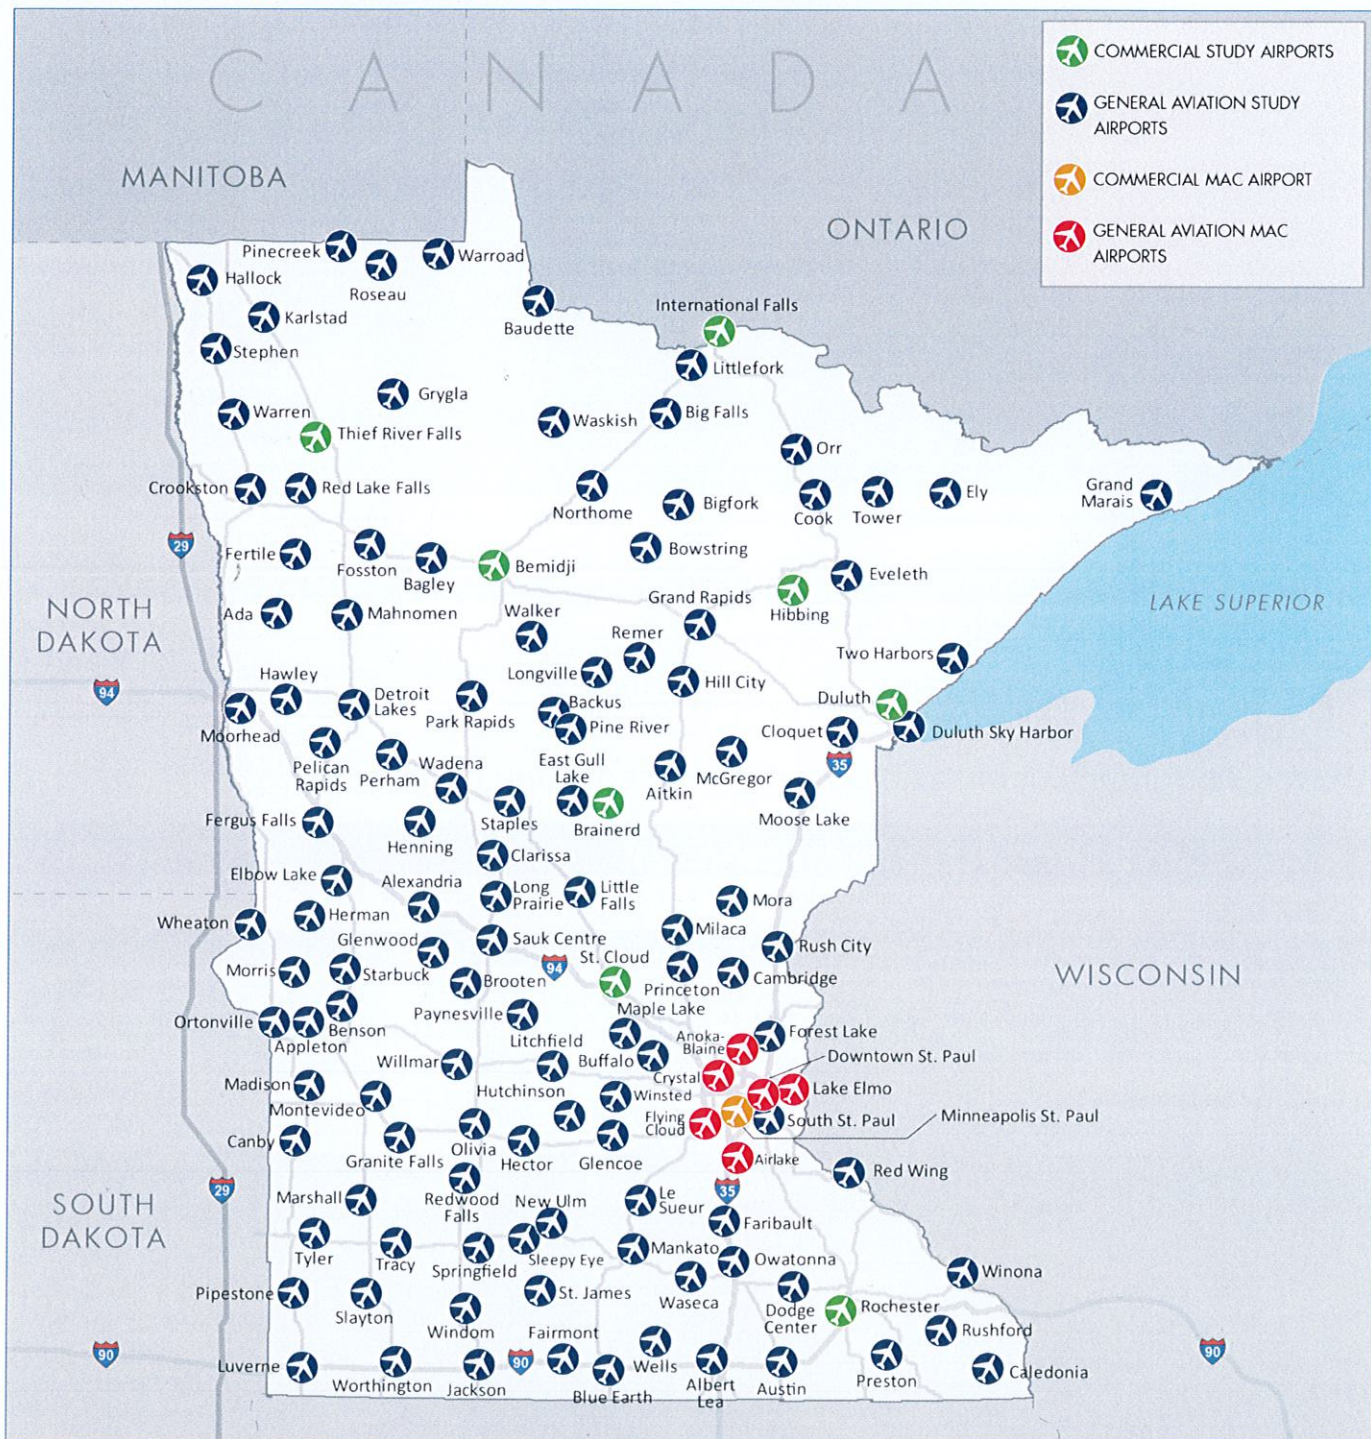 CANADA
MANITOBA
ONTARIO
COMMERCIAL STUDY AIRPORTS
GENERAL AVIATION STUDY
AIRPORTS
COMMERCIAL MAC AIRPORT
GENERAL AVIATION MAC
AIRPORTS
Pinecreek
Warroad
Hallock
Roseau
Karlstad
Baudette
International Falls
Stephen
Littlefork
Grygla
Warren
Waskish
Big Falls
Thief River Falls
Orr
Crookston
Red Lake Falls
Northome
Bigfork
Cook
Tower
Ely
Grand
Marais
29
Fertile
Fosston
Bagley
Bemidji
Bowstring
Eveleth
NORTH
DAKOTA
Ada
Mahnomen
Walker
Grand Rapids
Hibbing
LAKE SUPERIOR
Remer
Two Harbors
94
Hawley
Detroit
Lakes
Longville
Hill City
Duluth
Moorhead
Park Rapids
Backus
Pine River
Cloquet
Duluth Sky Harbor
Pelican
Rapids
Perham
Wadena
East Gull
Lake
Aitkin
McGregor
35
Fergus Falls
Henning
Staples
Brainerd
Moose Lake
Clarissa
Elbow Lake
Alexandria
Long
Prairie
Little
Falls
Mora
Wheaton
Herman
Glenwood
Sauk Centre
Milaca
Rush City
Morris
Starbuck
Brooten
94
St. Cloud
Princeton
Cambridge
WISCONSIN
Ortonville
Appleton
Benson
Paynesville
Maple Lake
Anoka-
Blaine
Forest Lake
Litchfield
Buffalo
Downtown St. Paul
Willmar
Crystal
Madison
Hutchinson
Winsted
Lake Elmo
Montevideo
Flying
Cloud
South St. Paul
Minneapolis St. Paul
Canby
Granite Falls
Olivia
Hector
Glencoe
Airlake
Red Wing
SOUTH
DAKOTA
29
Marshall
Redwood
Falls
New Ulm
Le
Sueur
35
Faribault
Tyler
Tracy
Springfield
Sleepy Eye
Mankato
Owatonna
Winona
Pipestone
Slayton
Windom
St. James
Waseca
Dodge
Center
Rochester
Rushford
90
Luverne
Worthington
Jackson
90
Fairmont
Blue Earth
Wells
Albert
Lea
Austin
Preston
Caledonia
90